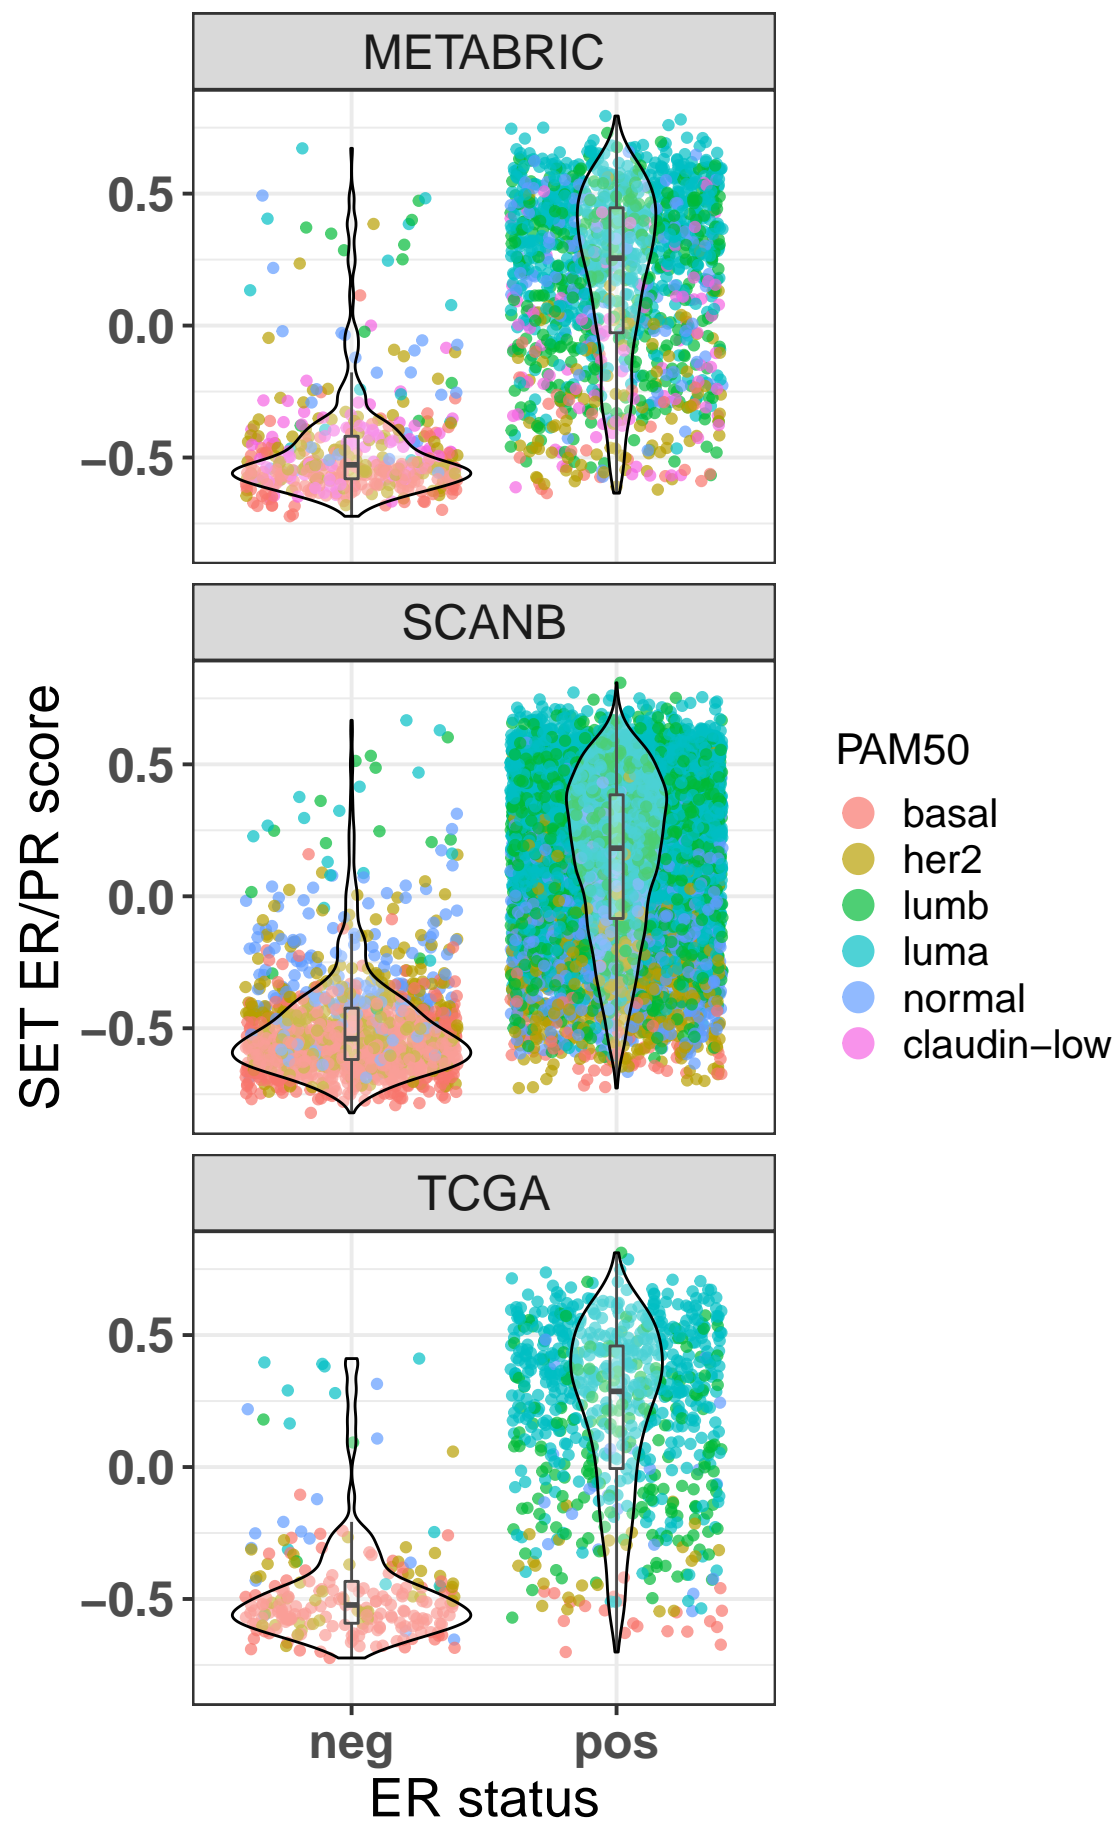 METABRIC
0.5
0.0
−0.5
SCANB
0.5
0.0
−0.5
TCGA
0.5
0.0
−0.5
neg pos
ER status
SET ER/PR score
PAM50
basal
her2
lumb
luma
normal
claudin−low